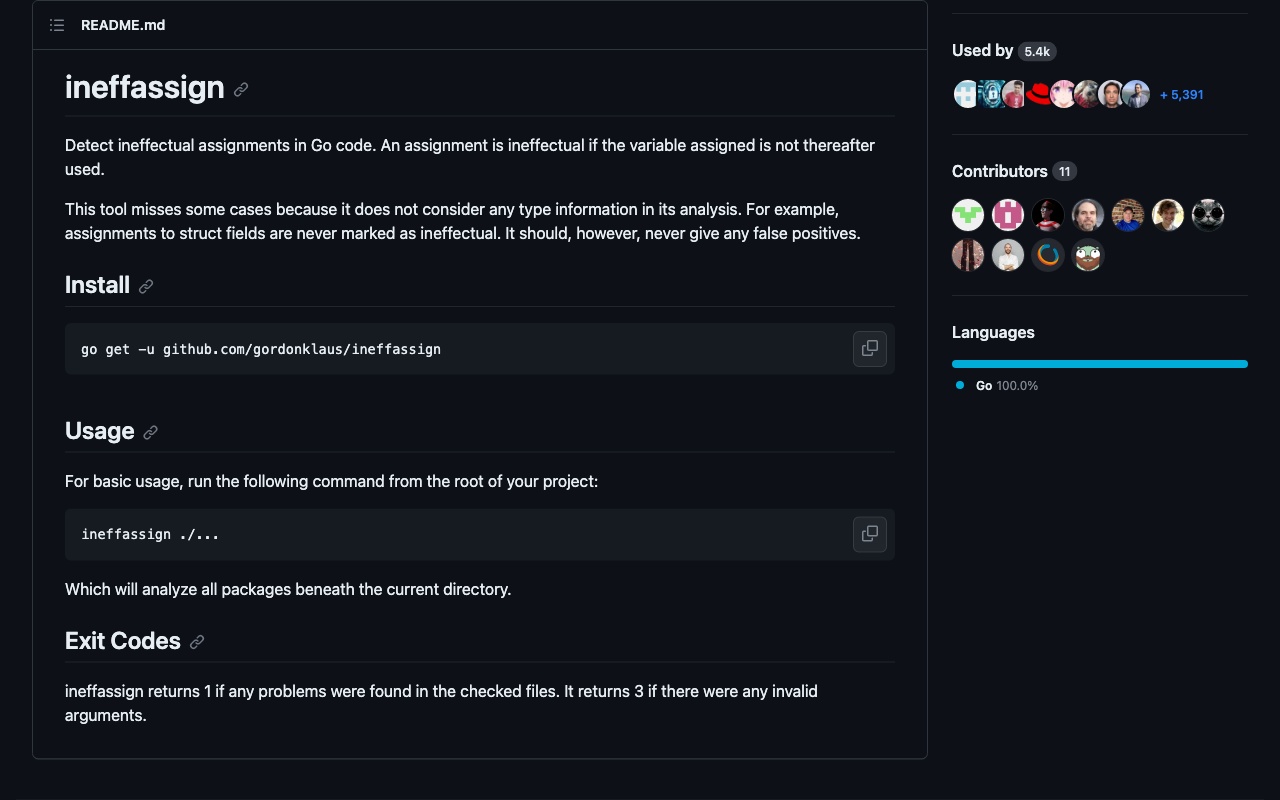 README.md
ineffassign
Detect ineffectual assignments in Go code. An assignment is ineffectual if the variable assigned is not thereafter
used.
This tool misses some cases because it does not consider any type information in its analysis. For example,
assignments to struct fields are never marked as ineffectual. It should, however, never give any false positives.
Install
go get -u github.com/gordonklaus/ineffassign
Usage
For basic usage, run the following command from the root of your project:
ineffassign ./...
Which will analyze all packages beneath the current directory.
Exit Codes
ineffassign returns 1 if any problems were found in the checked files. It returns 3 if there were any invalid
arguments.
Used by 5.4k
+ 5,391
Contributors 11
Languages
Go 100.0%